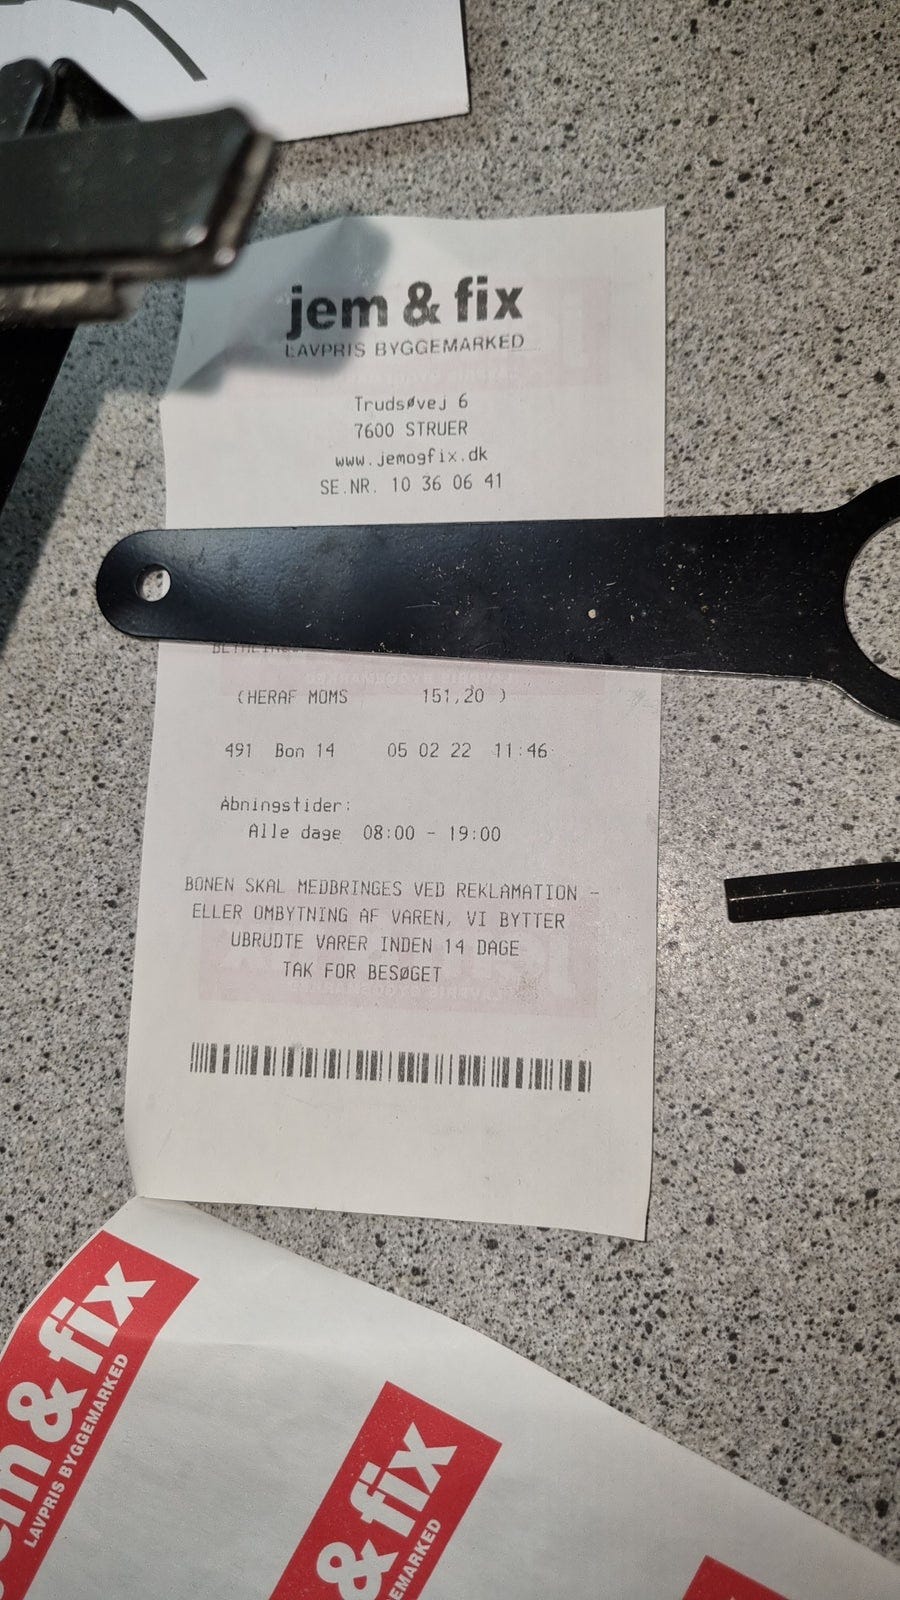 jem & fix
LAVPRIS BYGGEMARKED
Trudsøvej 6
7600 STRUER
www.jemogfix.dk
SE.NR. 10 36 06 41
(HERAF MOMS 151,20 )
491 Bon 14 05 02 22 11:46
Åbningstider:
Alle dage 08:00 - 19:00
BONEN SKAL MEDBRINGES VED REKLAMATION -
ELLER OMBYTNING AF VAREN, VI BYTTER
UBRUDTE VARER INDEN 14 DAGE
TAK FOR BESØGET
& fix
LAVPRIS BYGGEMARKED
& fix